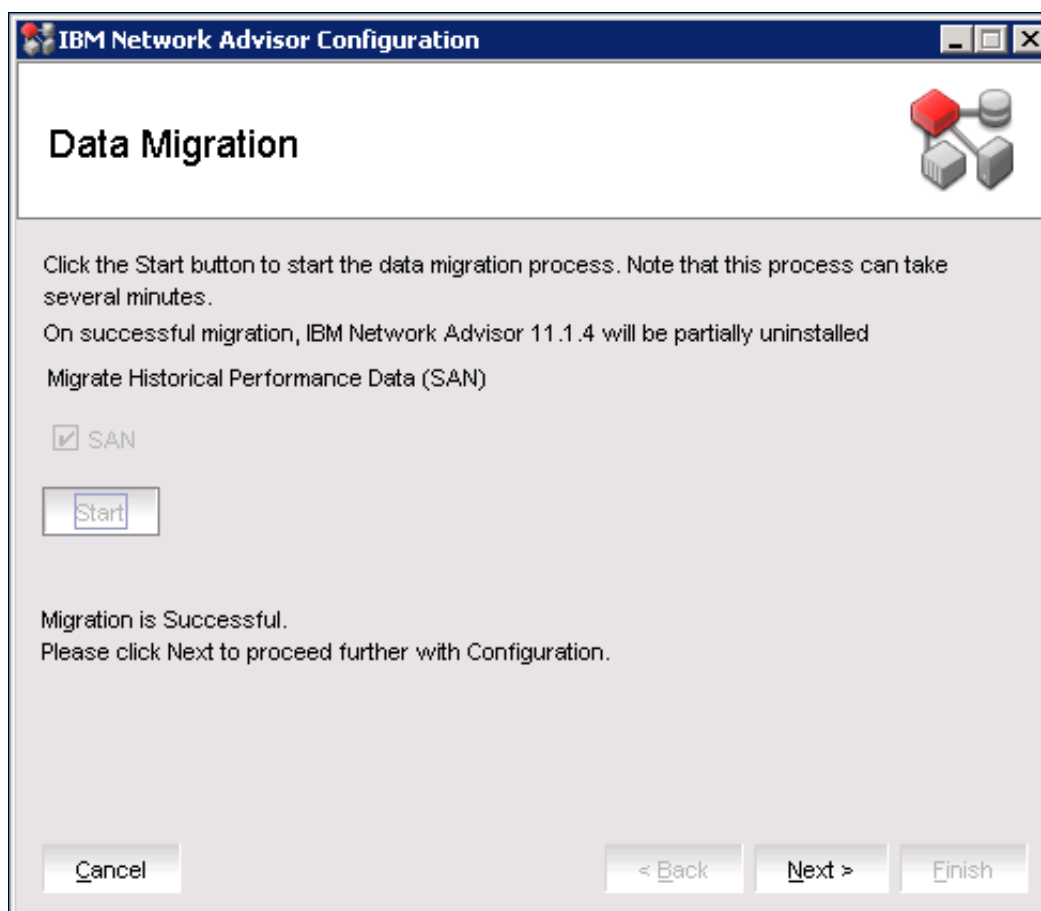 IBM Network Advisor Configuration
Data Migration
Click the Start button to start the data migration process. Note that this process can take
several minutes.
On successful migration, IBM Network Advisor 11.1.4 will be partially uninstalled
Migrate Historical Performance Data (SAN)
SAN
Start
Migration is Successful.
Please click Next to proceed further with Configuration.
Cancel < Back Next > Finish